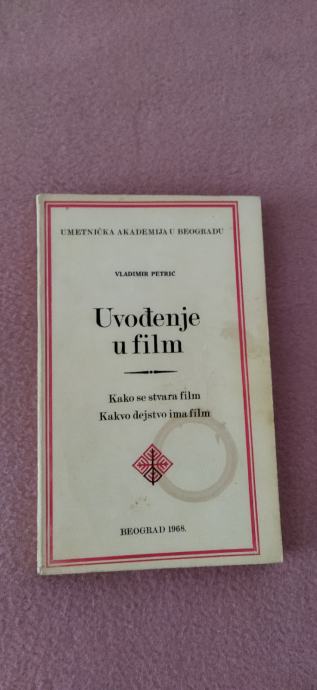 UMETNIČKA AKADEMIJA U BEOGRADU
VLADIMIR PETRIĆ
Uvođenje
u film
Kako se stvara film
Kakvo dejstvo ima film
BEOGRAD 1968.